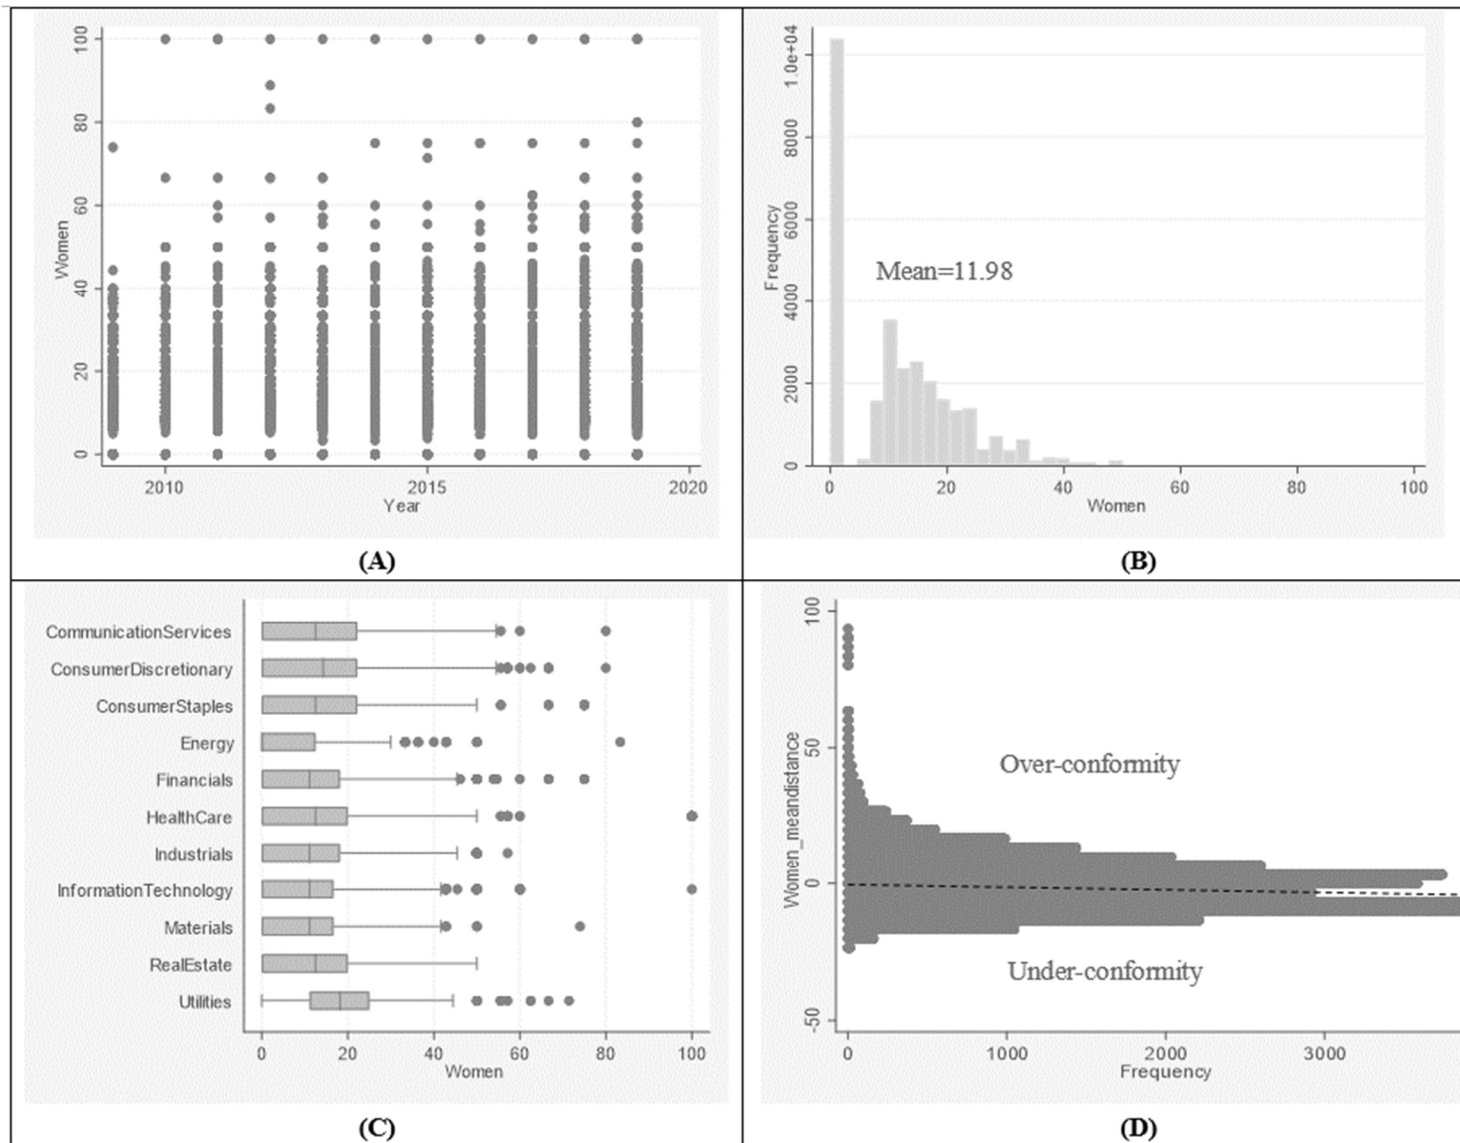 100
80
60
40
20
0
Women
2010
2015
2020
Year
(A)
1.0e+04
8000
6000
4000
2000
0
Frequency
Mean=11.98
0
20
40
60
80
100
Women
(B)
CommunicationServices
ConsumerDiscretionary
ConsumerStaples
Energy
Financials
HealthCare
Industrials
InformationTechnology
Materials
RealEstate
Utilities
0
20
40
60
80
100
Women
(C)
100
50
0
-50
Women_meandistance
Over-conformity
Under-conformity
0
1000
2000
3000
Frequency
(D)